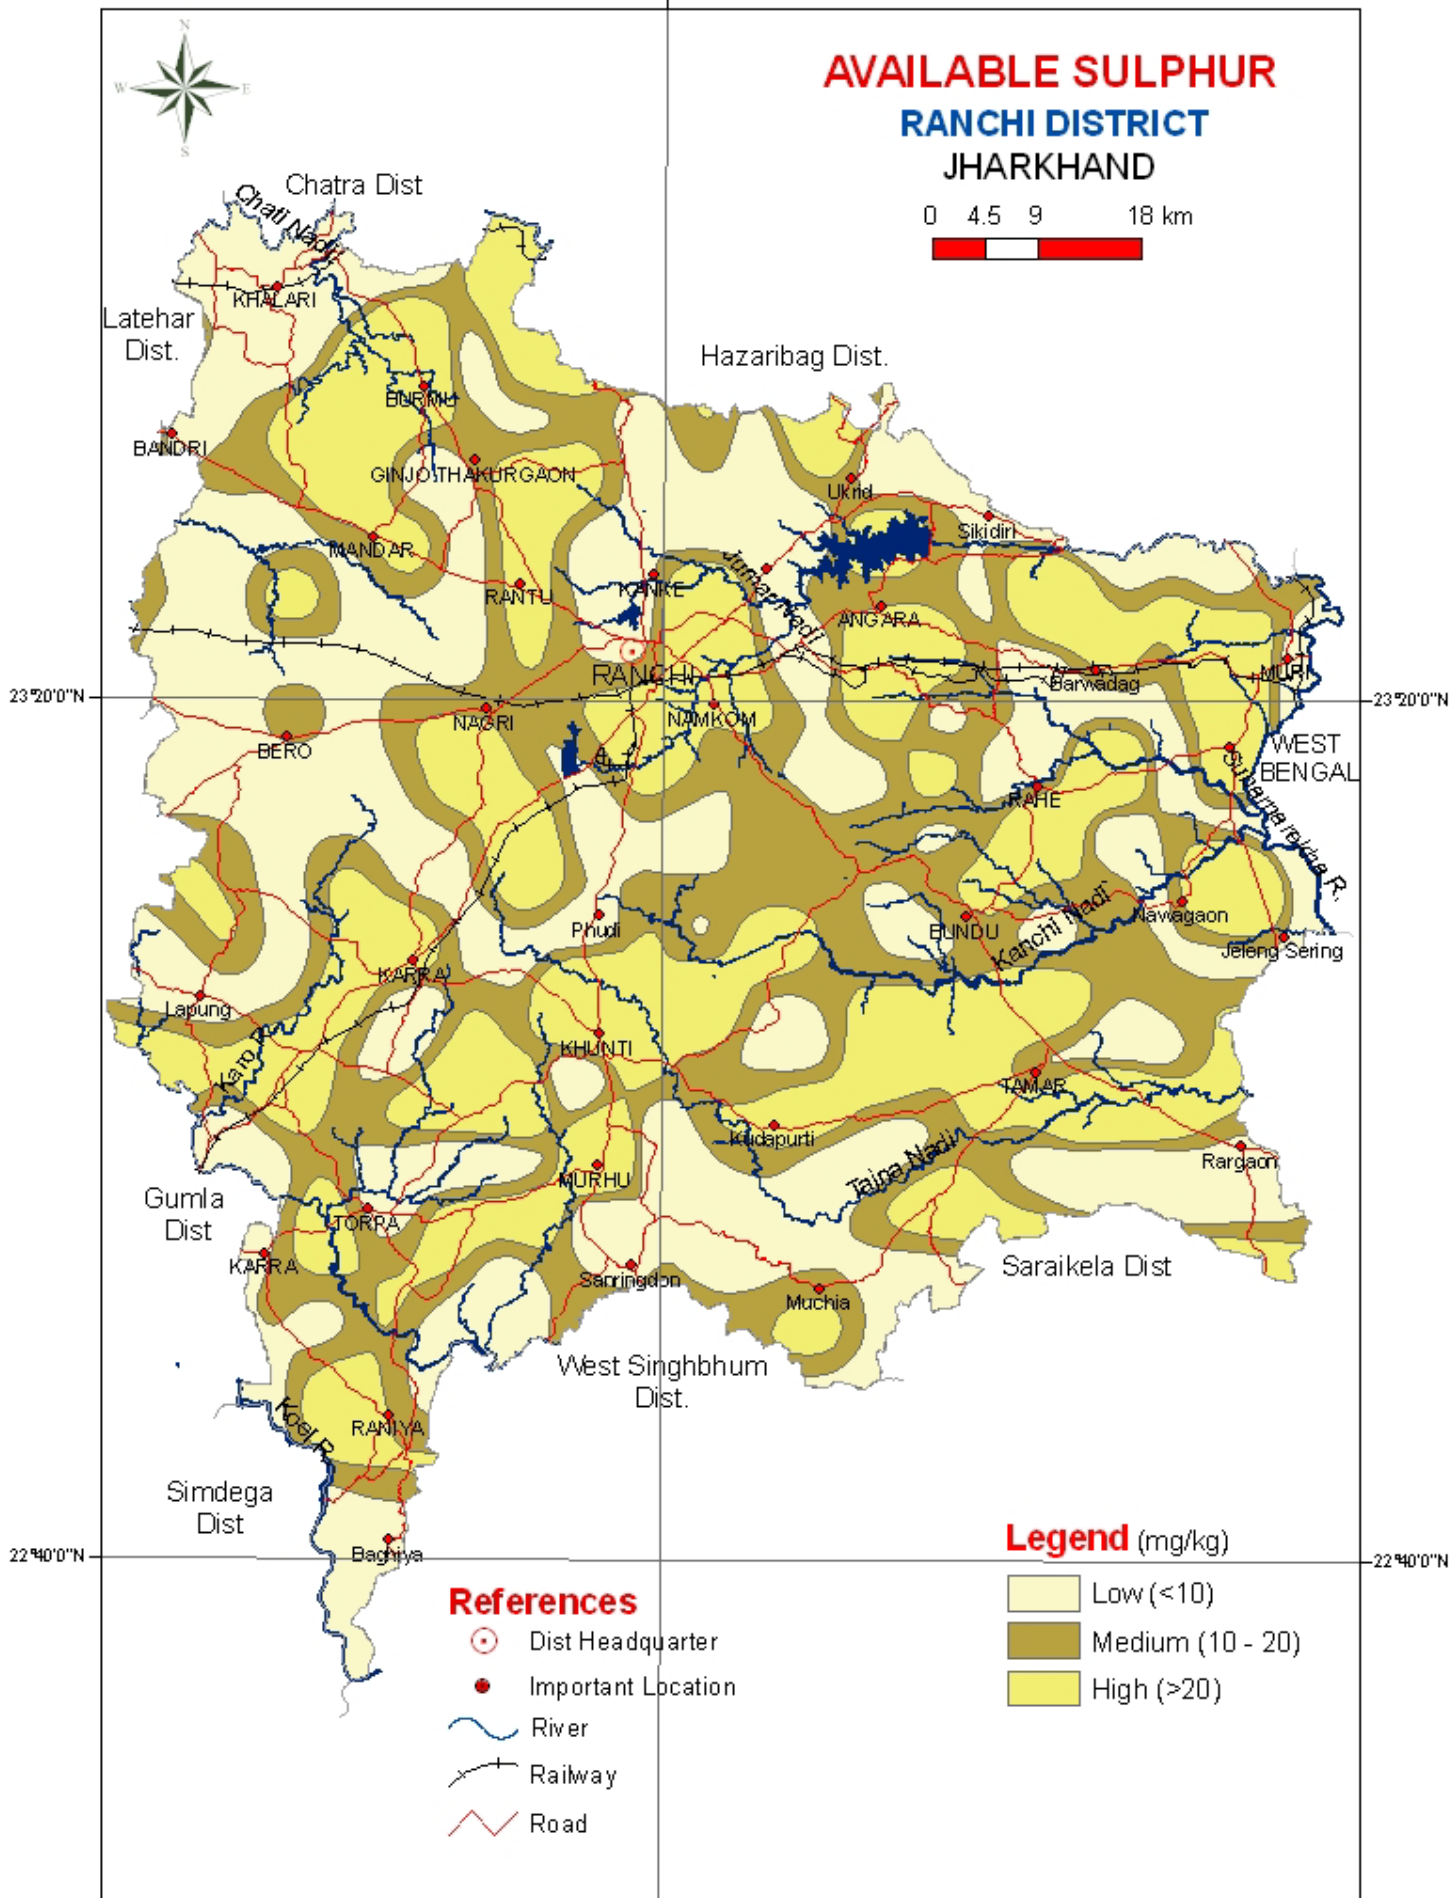 AVAILABLE SULPHUR
RANCHI DISTRICT
JHARKHAND
0 4.5 9 18 km
N
W E
S
Chatra Dist
Chati Nadi
KHALARI
Latehar
Dist.
Hazaribag Dist.
BURMU
BANDRI
GINJO THAKURGAON
Ukrid
Sikidiri
MANDAR
Jumar Nadi
RANTU
KANKE
ANGARA
RANCHI
Barwadag
MURI
23°20'0"N
23°20'0"N
NAGRI
NAMKOM
BERO
WEST
BENGAL
RAHE
Subarnarekha R.
Phudi
BUNDU
Kanchi Nadi
Nawagaon
Jeleng Sering
KARRA
Lapung
Karo R.
KHUNTI
TAMAR
Kudapurti
Rargaon
Tajna Nadi
MURHU
Gumla
Dist
TORPA
KARRA
Sanringdon
Saraikela Dist
Muchia
West Singhbhum
Dist.
Koel R.
RANIYA
Simdega
Dist
Baghiya
22°40'0"N
22°40'0"N
Legend (mg/kg)
Low (<10)
Medium (10 - 20)
High (>20)
References
Dist Headquarter
Important Location
River
Railway
Road